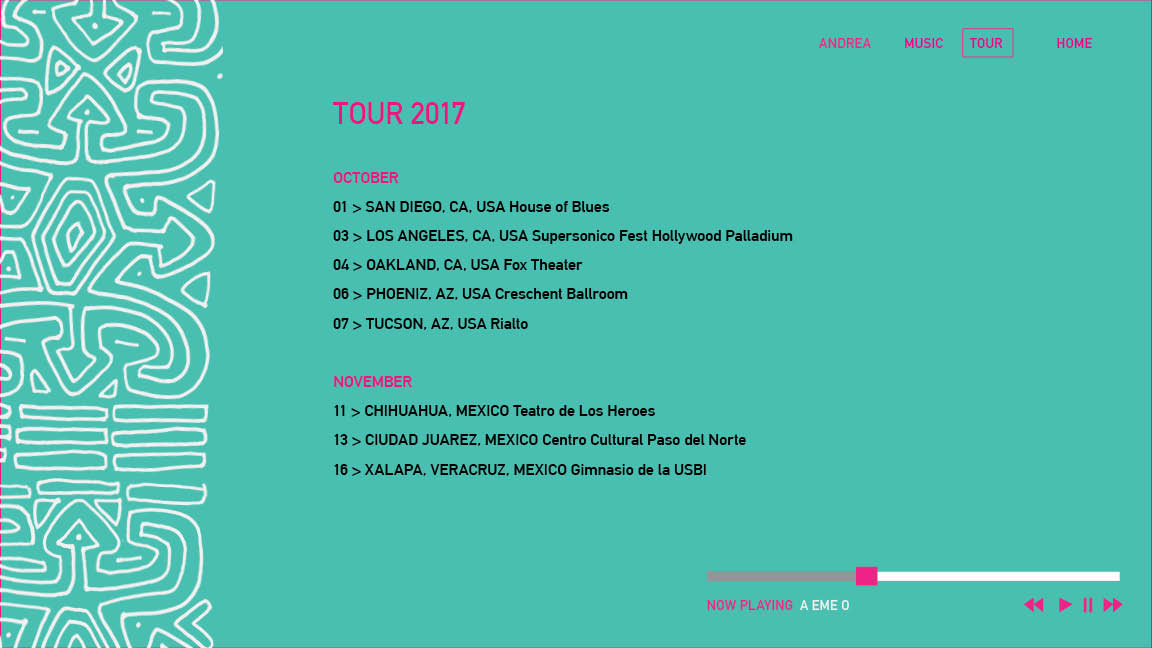 ANDREA MUSIC TOUR HOME
TOUR 2017
OCTOBER
01 > SAN DIEGO, CA, USA House of Blues
03 > LOS ANGELES, CA, USA Supersonico Fest Hollywood Palladium
04 > OAKLAND, CA, USA Fox Theater
06 > PHOENIZ, AZ, USA Creschent Ballroom
07 > TUCSON, AZ, USA Rialto
NOVEMBER
11 > CHIHUAHUA, MEXICO Teatro de Los Heroes
13 > CIUDAD JUAREZ, MEXICO Centro Cultural Paso del Norte
16 > XALAPA, VERACRUZ, MEXICO Gimnasio de la USBI
NOW PLAYING A EME O